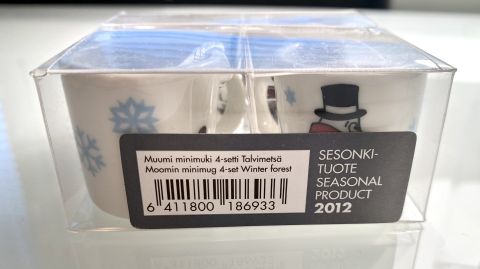 Muumi minimuki 4-setti Talvimetsä
Moomin minimug 4-set Winter forest
6 411800 186933
SESONKI-
TUOTE
SEASONAL
PRODUCT
2012